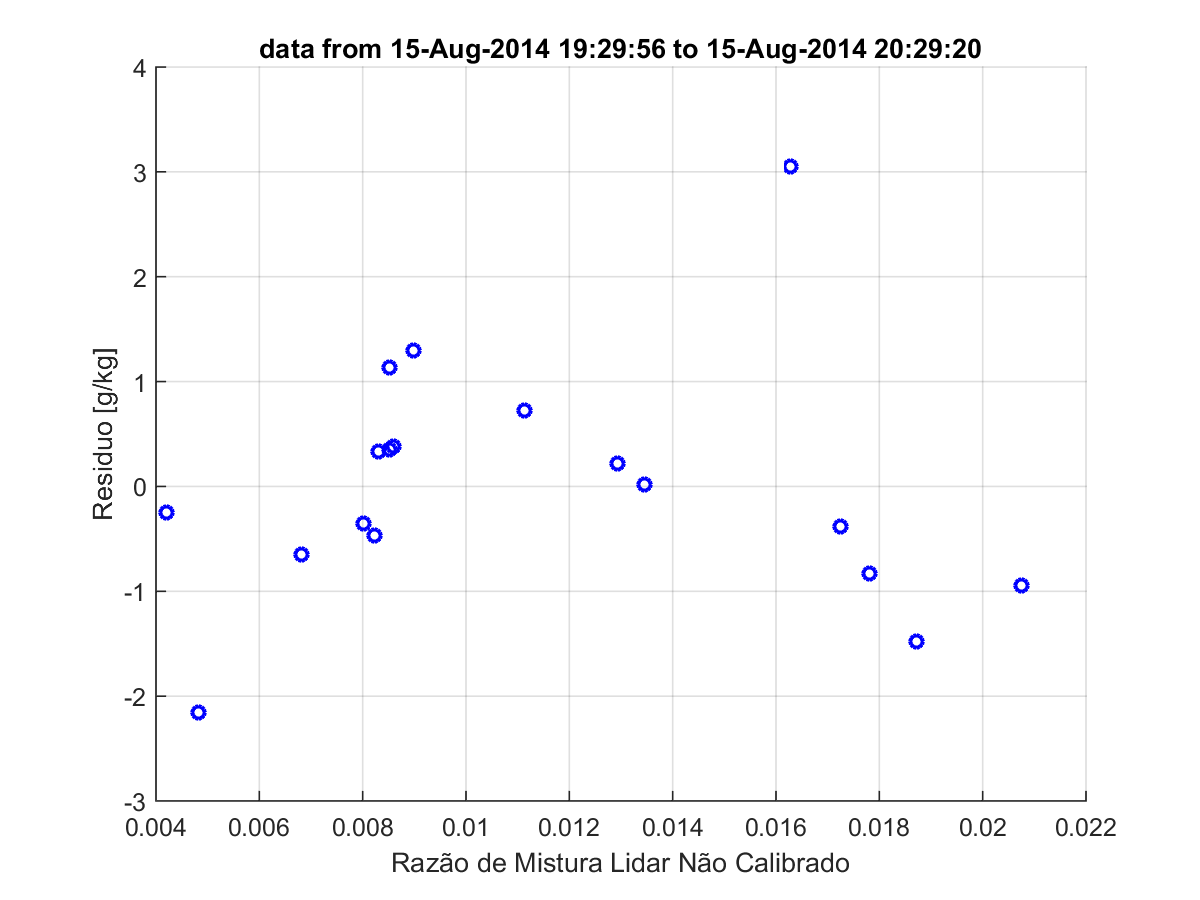 data from 15-Aug-2014 19:29:56 to 15-Aug-2014 20:29:20
4
3
2
1
0
-1
-2
-3
Residuo [g/kg]
0.004 0.006 0.008 0.01 0.012 0.014 0.016 0.018 0.02 0.022
Razão de Mistura Lidar Não Calibrado